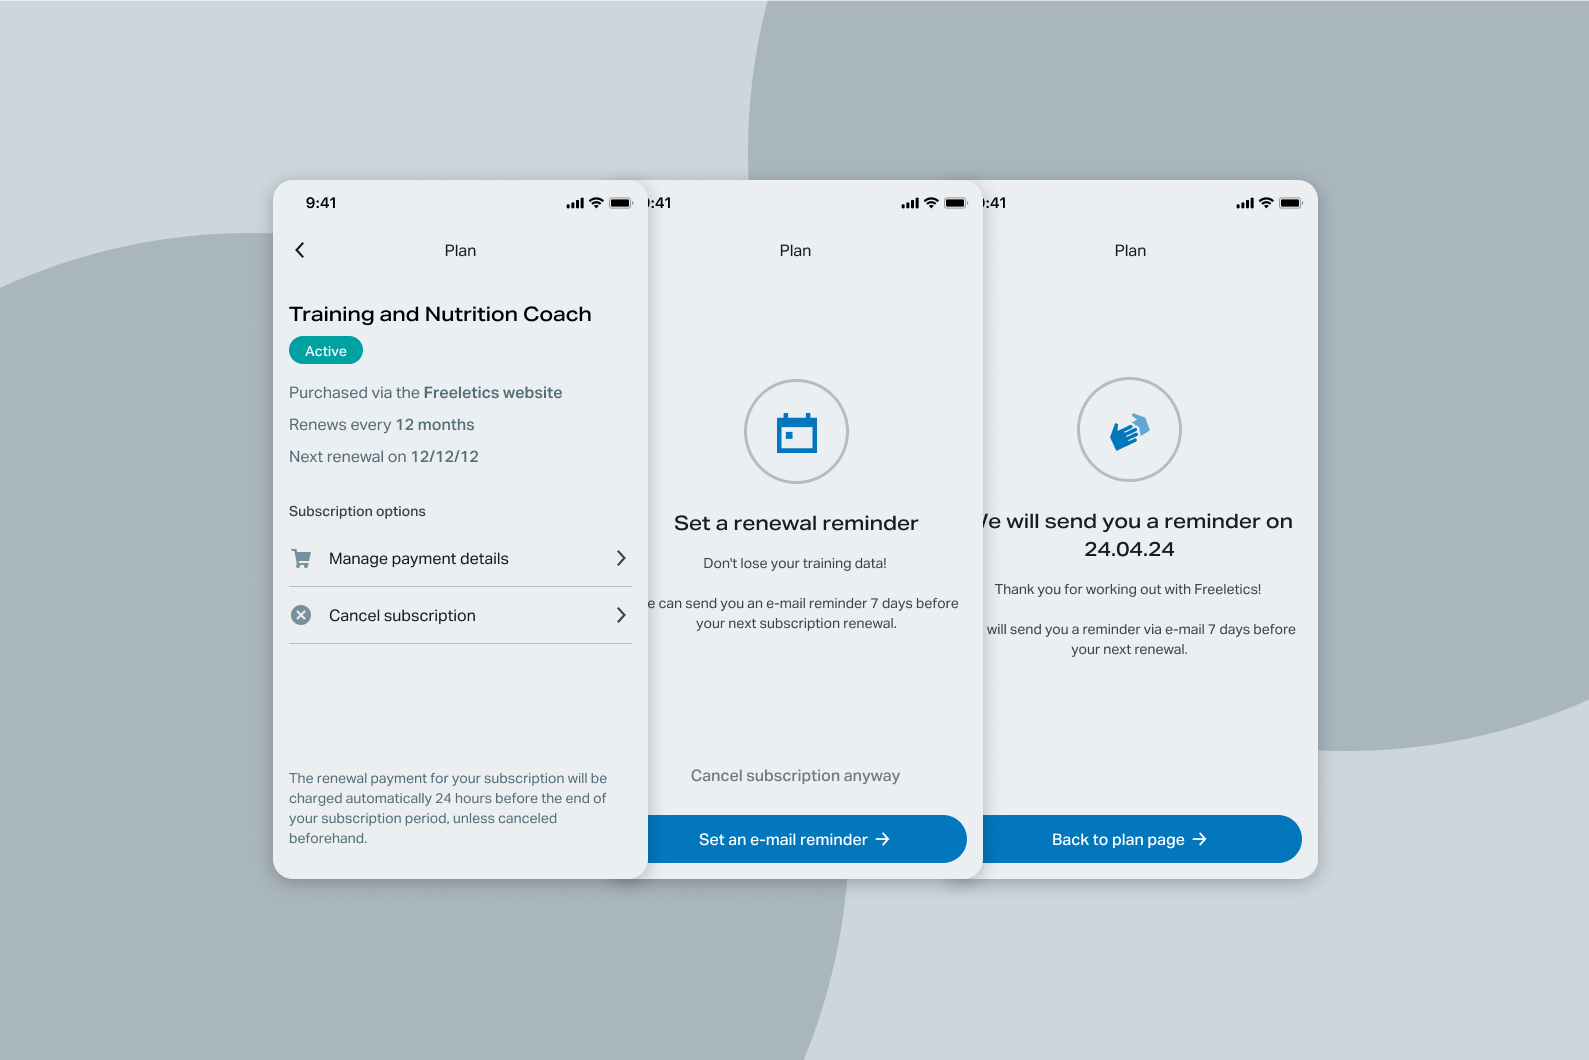 9:41
Plan
Training and Nutrition Coach
Active
Purchased via the Freeletics website
Renews every 12 months
Next renewal on 12/12/12
Subscription options
Manage payment details
Cancel subscription
The renewal payment for your subscription will be
charged automatically 24 hours before the end of
your subscription period, unless canceled
beforehand.
:41
Plan
Set a renewal reminder
Don't lose your training data!
e can send you an e-mail reminder 7 days before
your next subscription renewal.
Cancel subscription anyway
Set an e-mail reminder
:41
Plan
We will send you a reminder on
24.04.24
Thank you for working out with Freeletics!
will send you a reminder via e-mail 7 days before
your next renewal.
Back to plan page